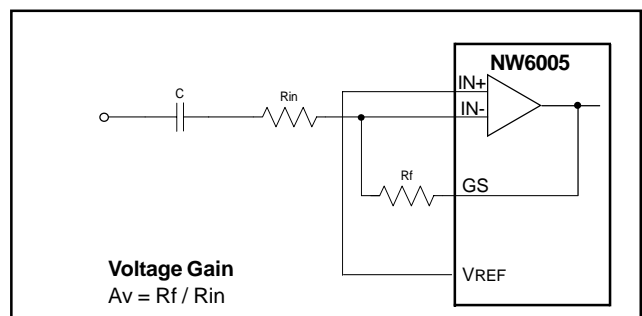 NW6005
C
Rin
IN+
IN-
Rf
GS
VREF
Voltage Gain
Av = Rf / Rin